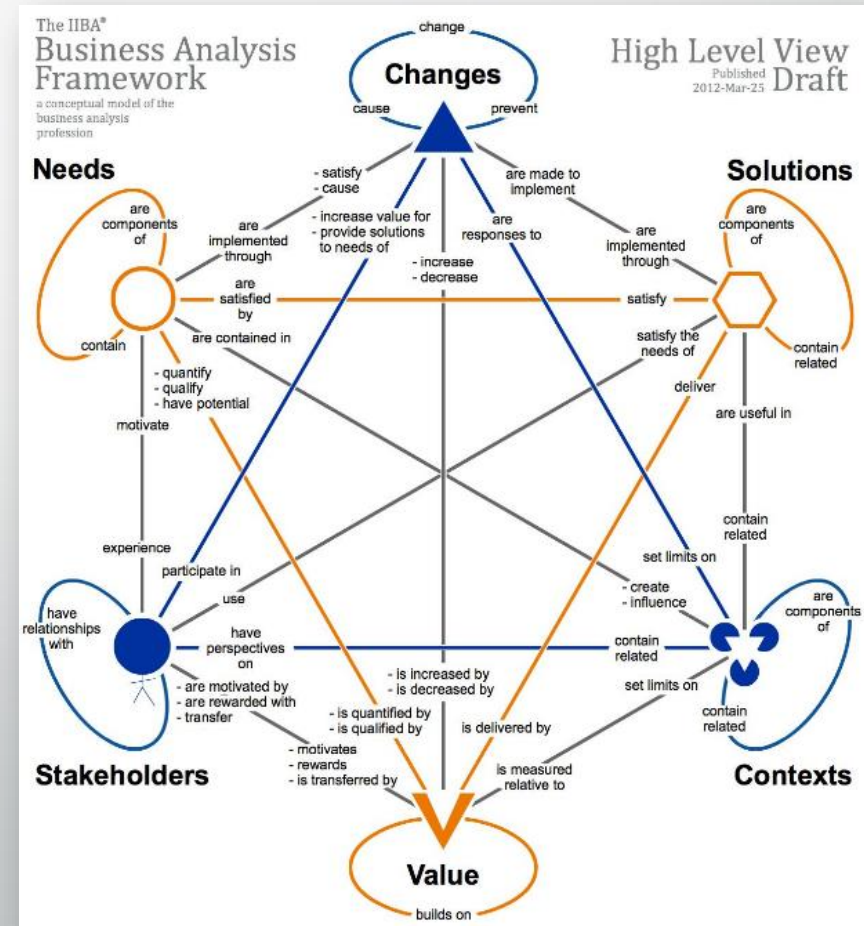 The IIBA®
Business Analysis
Framework
a conceptual model of the
business analysis
profession
High Level View
Published
2012-Mar-25
Draft
change
Changes
cause
prevent
Needs
Solutions
- satisfy
- cause
are made to
implement
are
components
of
are
components
of
are
implemented
through
- increase value for
- provide solutions
to needs of
are
responses to
are
implemented
through
- increase
- decrease
are
satisfied
by
satisfy
contain
are contained in
satisfy the
needs of
contain
related
- quantify
- qualify
- have potential
deliver
motivate
are useful in
contain
related
experience
participate in
set limits on
use
- create
- influence
have
relationships
with
are
components
of
have
perspectives
on
contain
related
- are motivated by
- are rewarded with
- transfer
- is increased by
- is decreased by
set limits on
- is quantified by
- is qualified by
is delivered by
contain
related
- motivates
- rewards
- is transferred by
is measured
relative to
Stakeholders
Contexts
Value
builds on